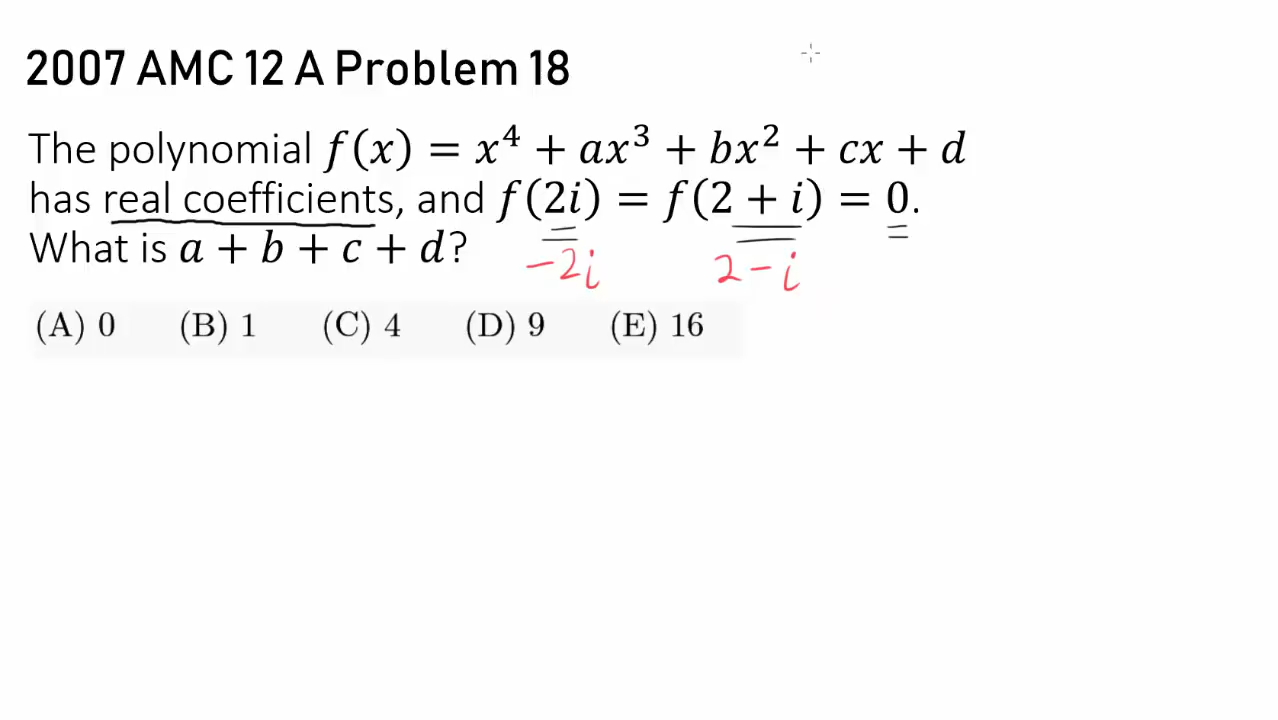 2007 AMC 12 A Problem 18
The polynomial f(x) = x⁴ + ax³ + bx² + cx + d
has real coefficients, and f(2i) = f(2 + i) = 0.
What is a + b + c + d?
−2i 2−i
(A) 0 (B) 1 (C) 4 (D) 9 (E) 16